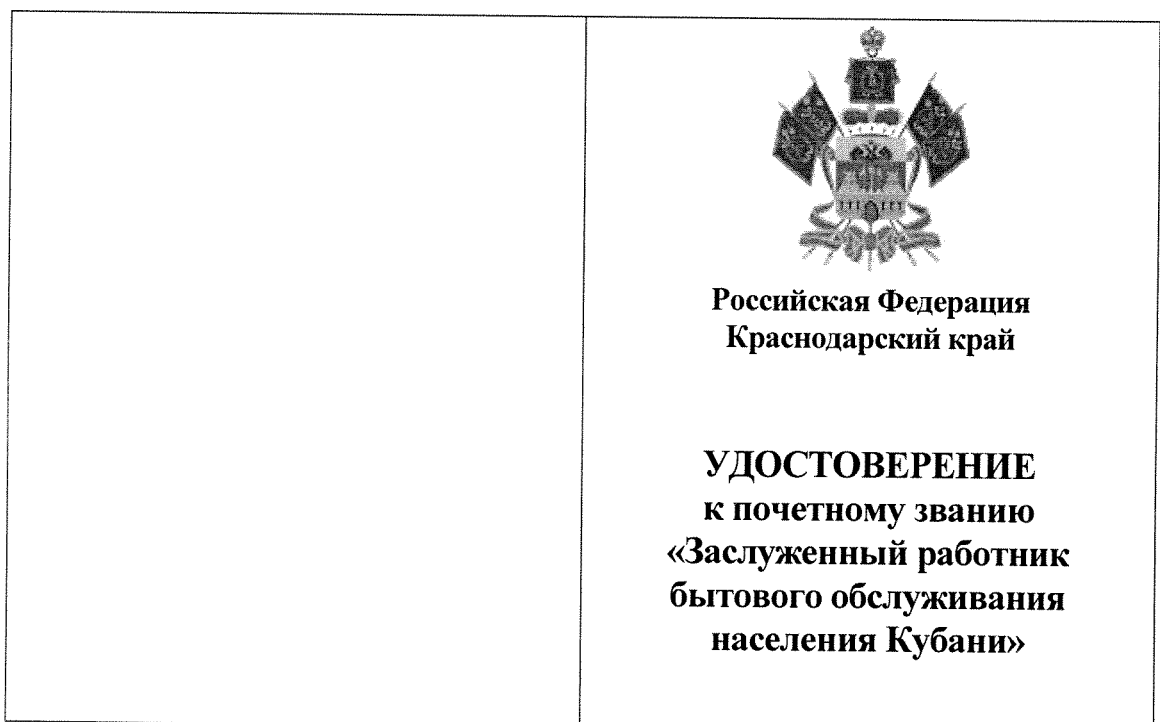 Российская Федерация
Краснодарский край
УДОСТОВЕРЕНИЕ
к почетному званию
«Заслуженный работник
бытового обслуживания
населения Кубани»